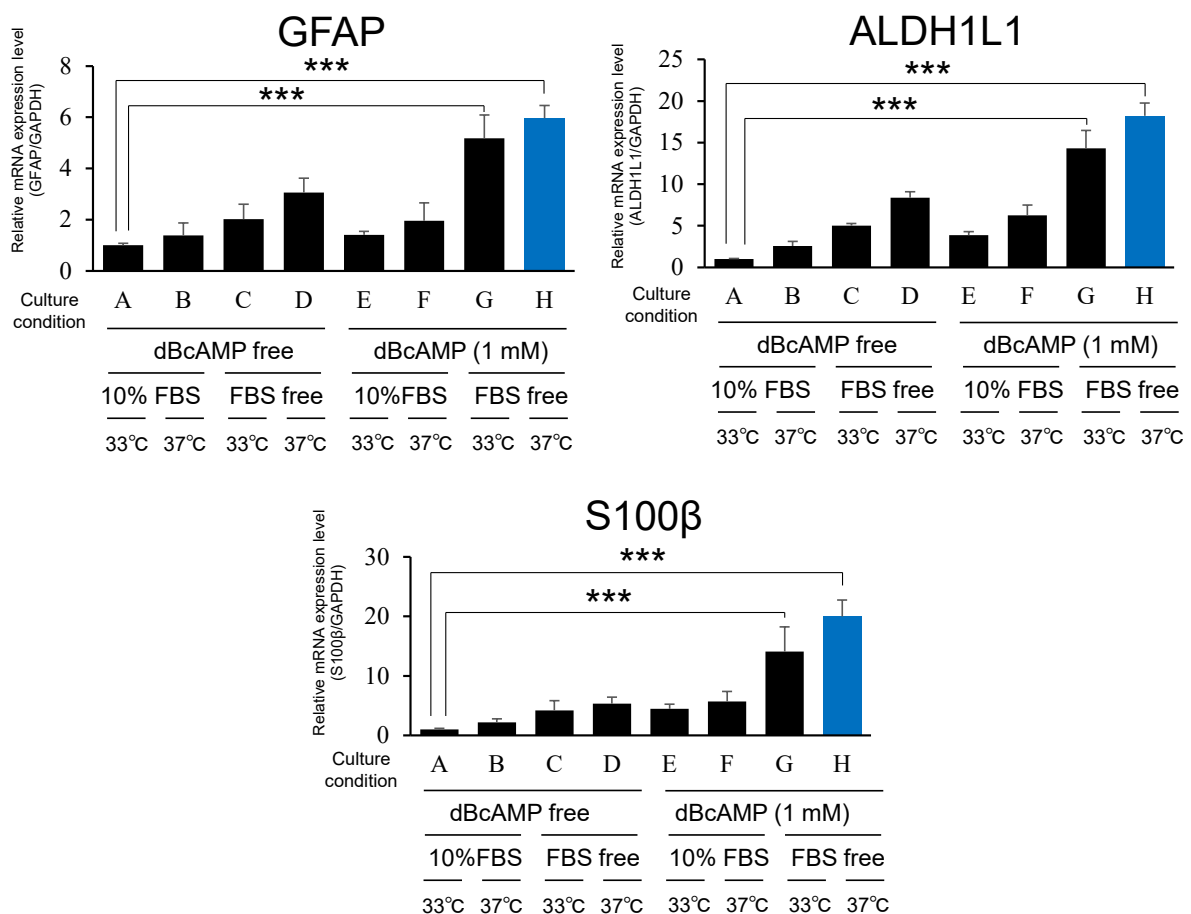 GFAP
Relative mRNA expression level
(GFAP/GAPDH)
8
6
4
2
0
***
***
Culture
condition
A B C D E F G H
dBcAMP free dBcAMP (1 mM)
10% FBS FBS free 10%FBS FBS free
33℃ 37℃ 33℃ 37℃ 33℃ 37℃ 33℃ 37℃
ALDH1L1
Relative mRNA expression level
(ALDH1L1/GAPDH)
25
20
15
10
5
0
***
***
Culture
condition
A B C D E F G H
dBcAMP free dBcAMP (1 mM)
10% FBS FBS free 10% FBS FBS free
33℃ 37℃ 33℃ 37℃ 33℃ 37℃ 33℃ 37℃
S100β
Relative mRNA expression level
(S100β/GAPDH)
30
20
10
0
***
***
Culture
condition
A B C D E F G H
dBcAMP free dBcAMP (1 mM)
10%FBS FBS free 10% FBS FBS free
33℃ 37℃ 33℃ 37℃ 33℃ 37℃ 33℃ 37℃